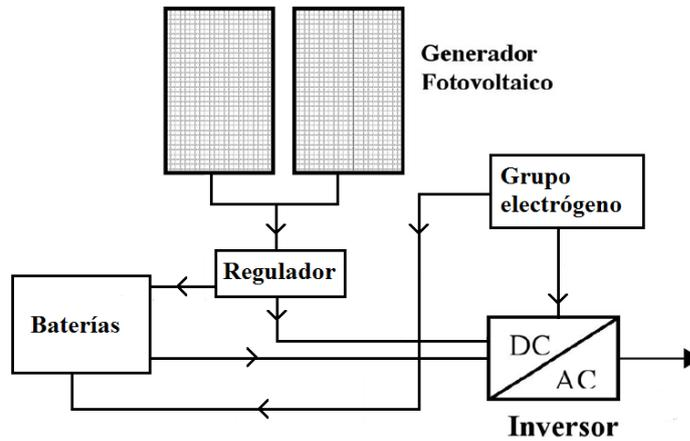 Generador
Fotovoltaico
Grupo
electrógeno
Regulador
Baterías
DC
AC
Inversor